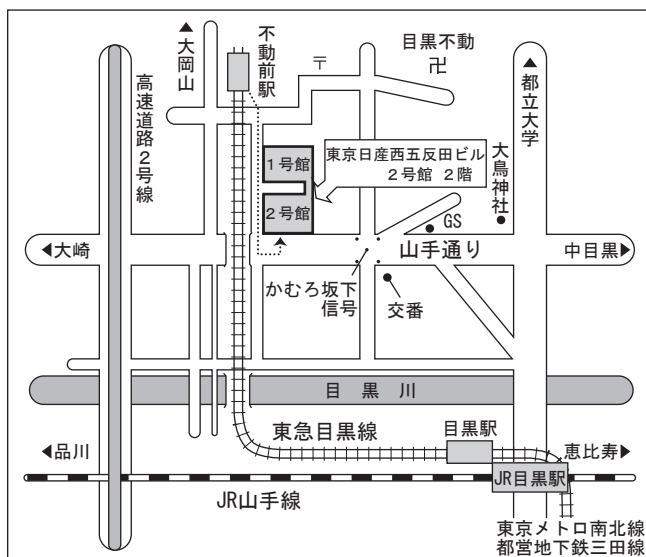 ▲大岡山
不動前駅
〒
目黒不動
卍
▲都立大学
高速道路2号線
1号館
2号館
東京日産西五反田ビル
2号館 2階
大鳥神社
GS
◀大崎
山手通り
中目黒▶
かむろ坂下
信号
交番
目黒川
東急目黒線
目黒駅
◀品川
恵比寿▶
JR目黒駅
JR山手線
東京メトロ南北線
都営地下鉄三田線